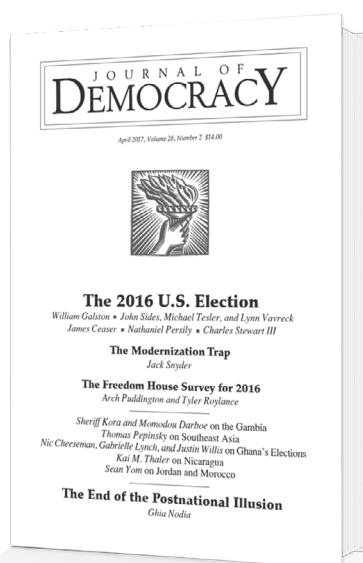 JOURNAL OF
DEMOCRACY
April 2017, Volume 28, Number 2 $14.00
The 2016 U.S. Election
William Galston ▪ John Sides, Michael Tesler, and Lynn Vavreck
James Ceaser ▪ Nathaniel Persily ▪ Charles Stewart III
The Modernization Trap
Jack Snyder
The Freedom House Survey for 2016
Arch Puddington and Tyler Roylance
Sheriff Kora and Momodou Darboe on the Gambia
Thomas Pepinsky on Southeast Asia
Nic Cheeseman, Gabrielle Lynch, and Justin Willis on Ghana's Elections
Kai M. Thaler on Nicaragua
Sean Yom on Jordan and Morocco
The End of the Postnational Illusion
Ghia Nodia